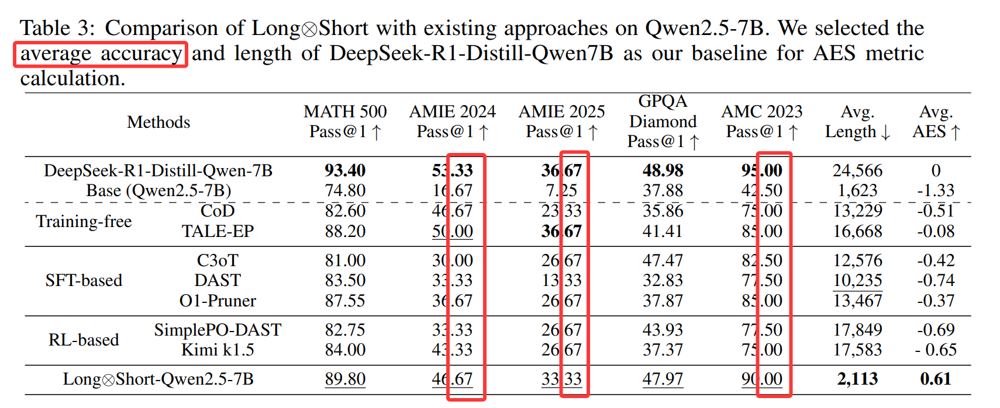 Table 3: Comparison of Long⊗Short with existing approaches on Qwen2.5-7B. We selected the
average accuracy and length of DeepSeek-R1-Distill-Qwen7B as our baseline for AES metric
calculation.
Methods MATH 500 Pass@1 ↑ AMIE 2024 Pass@1 ↑ AMIE 2025 Pass@1 ↑ GPQA Diamond Pass@1 ↑ AMC 2023 Pass@1 ↑ Avg. Length ↓ Avg. AES ↑
DeepSeek-R1-Distill-Qwen-7B 93.40 53.33 36.67 48.98 95.00 24,566 0
Base (Qwen2.5-7B) 74.80 16.67 7.25 37.88 42.50 1,623 -1.33
Training-free
CoD 82.60 46.67 23.33 35.86 75.00 13,229 -0.51
TALE-EP 88.20 50.00 36.67 41.41 85.00 16,668 -0.08
SFT-based
C3oT 81.00 30.00 26.67 47.47 82.50 12,576 -0.42
DAST 83.50 33.33 13.33 32.83 77.50 10,235 -0.74
O1-Pruner 87.55 36.67 26.67 37.87 85.00 13,467 -0.37
RL-based
SimplePO-DAST 82.75 33.33 26.67 43.93 77.50 17,849 -0.69
Kimi k1.5 84.00 43.33 26.67 37.37 75.00 17,583 - 0.65
Long⊗Short-Qwen2.5-7B 89.80 46.67 33.33 47.97 90.00 2,113 0.61